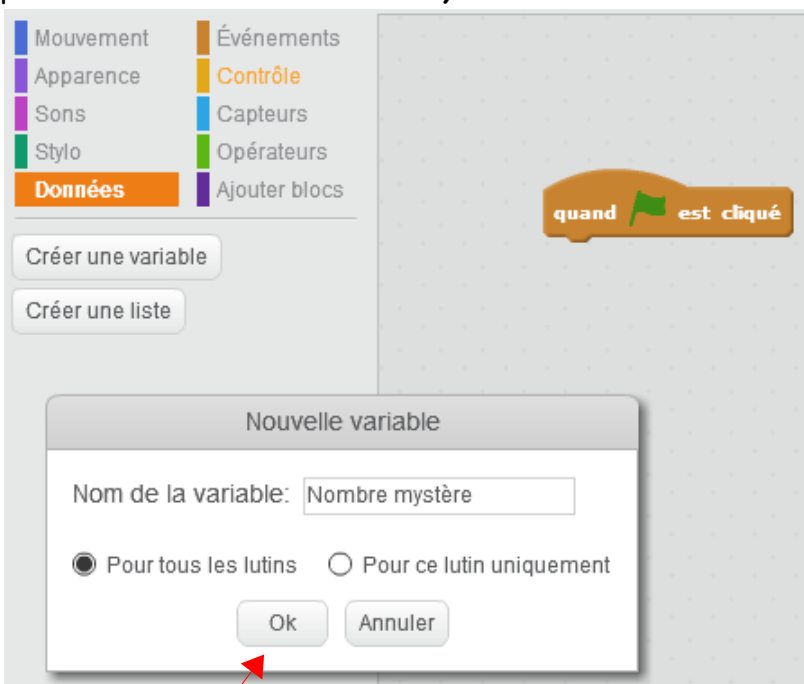 Mouvement
Événements
Apparence
Contrôle
Sons
Capteurs
Stylo
Opérateurs
Données
Ajouter blocs
Créer une variable
Créer une liste
quand est cliqué
Nouvelle variable
Nom de la variable: Nombre mystère
Pour tous les lutins Pour ce lutin uniquement
Ok Annuler